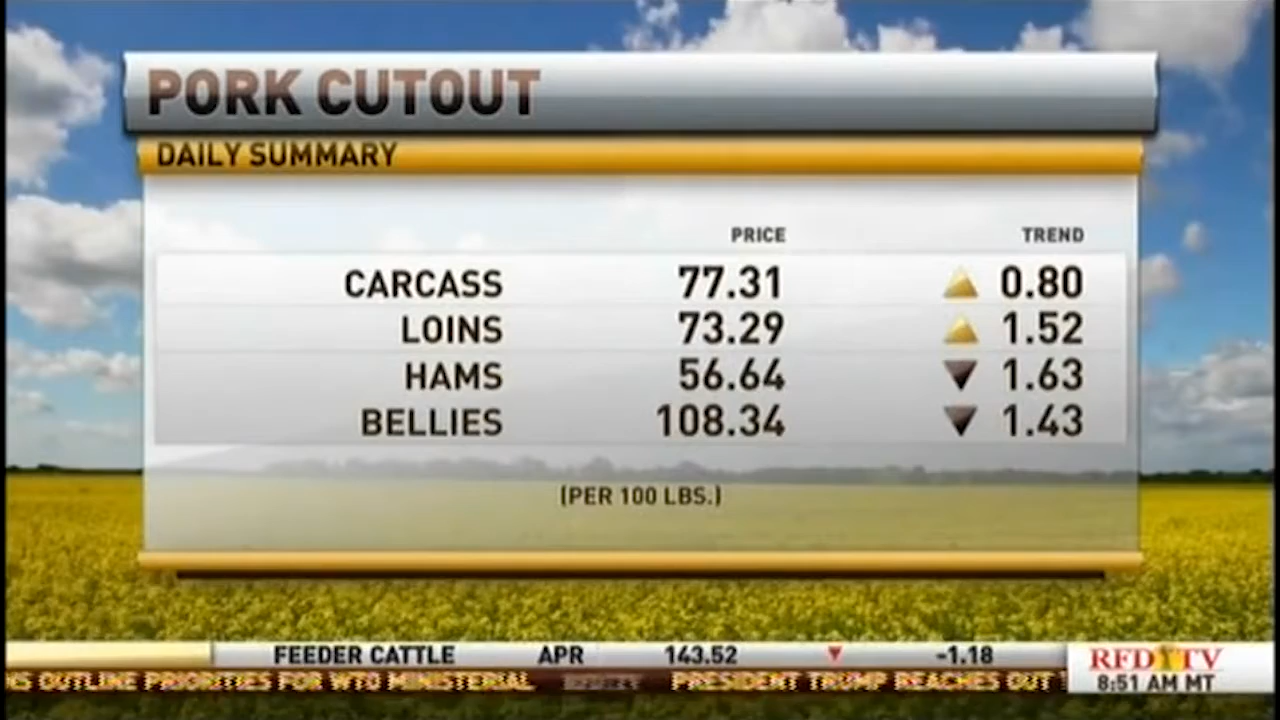 PORK CUTOUT
DAILY SUMMARY
PRICE TREND
CARCASS 77.31 0.80
LOINS 73.29 1.52
HAMS 56.64 1.63
BELLIES 108.34 1.43
(PER 100 LBS.)
FEEDER CATTLE APR 143.52 -1.18
RFD TV
8:51 AM MT
OUTLINE PRIORITIES FOR WTO MINISTERIAL PRESIDENT TRUMP REACHES OUT